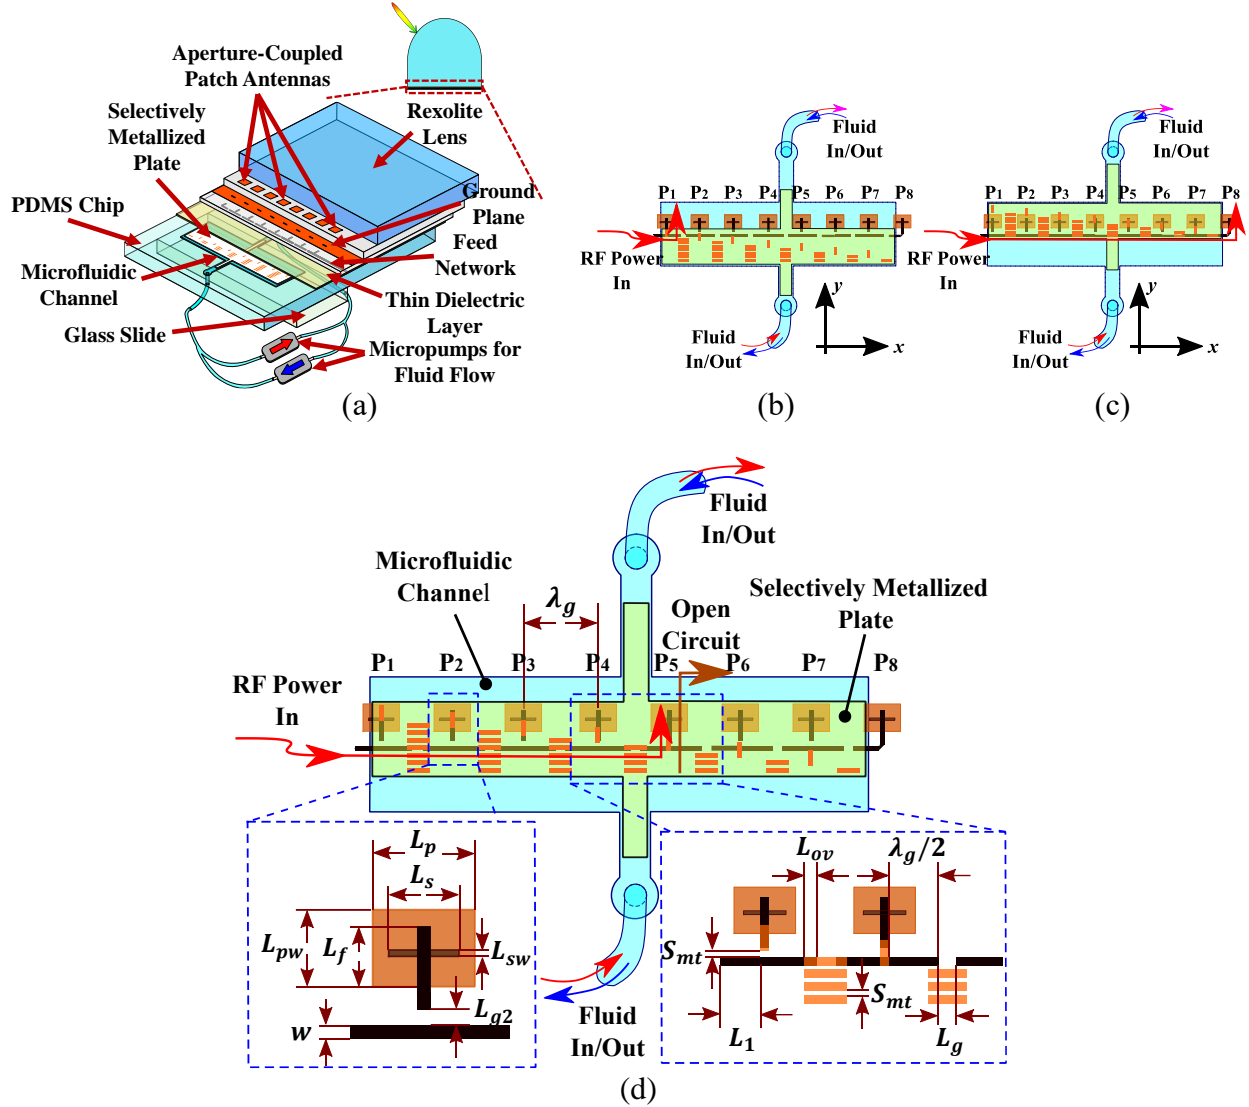 Aperture-Coupled
Patch Antennas
Selectively
Metallized
Plate
Rexolite
Lens
PDMS Chip
Ground
Plane
Feed
Network
Microfluidic
Channel
Thin Dielectric
Layer
Glass Slide
Micropumps for
Fluid Flow
(a)
Fluid
In/Out
P1 P2 P3 P4 P5 P6 P7 P8
RF Power
In
y
x
Fluid
In/Out
(b)
Fluid
In/Out
P1 P2 P3 P4 P5 P6 P7 P8
RF Power
In
y
x
Fluid
In/Out
(c)
Fluid
In/Out
Microfluidic
Channel
λg
Open
Circuit
Selectively Metallized
Plate
P1 P2 P3 P4 P5 P6 P7 P8
RF Power
In
Lp
Ls
Lpw
Lf
Lsw
Lg2
w
Fluid
In/Out
Lov
λg/2
Smt
Smt
L1
Lg
(d)